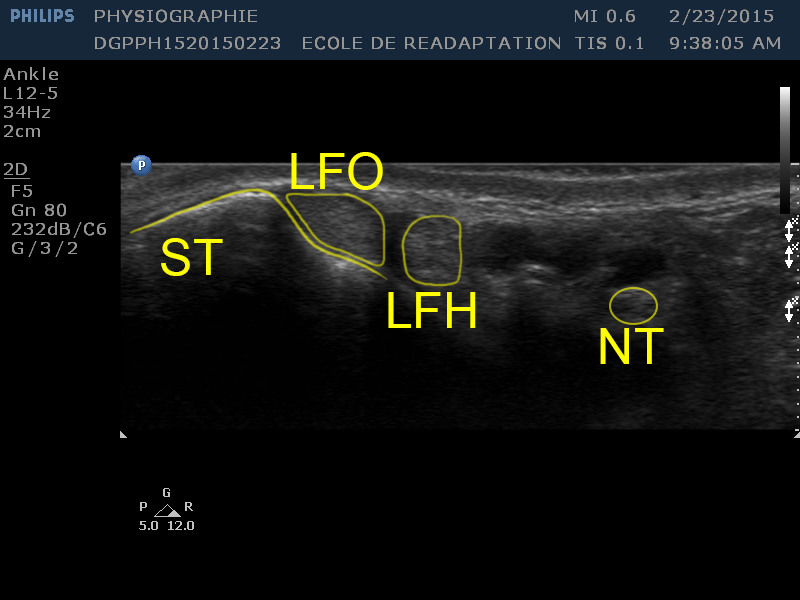 PHILIPS PHYSIOGRAPHIE MI 0.6 2/23/2015
DGPPH1520150223 ECOLE DE READAPTATION TIS 0.1 9:38:05 AM
Ankle
L12-5
34Hz
2cm
2D
F5
Gn 80
232dB/C6
G/3/2
P
LFO
ST
LFH
NT
G
P R
5.0 12.0